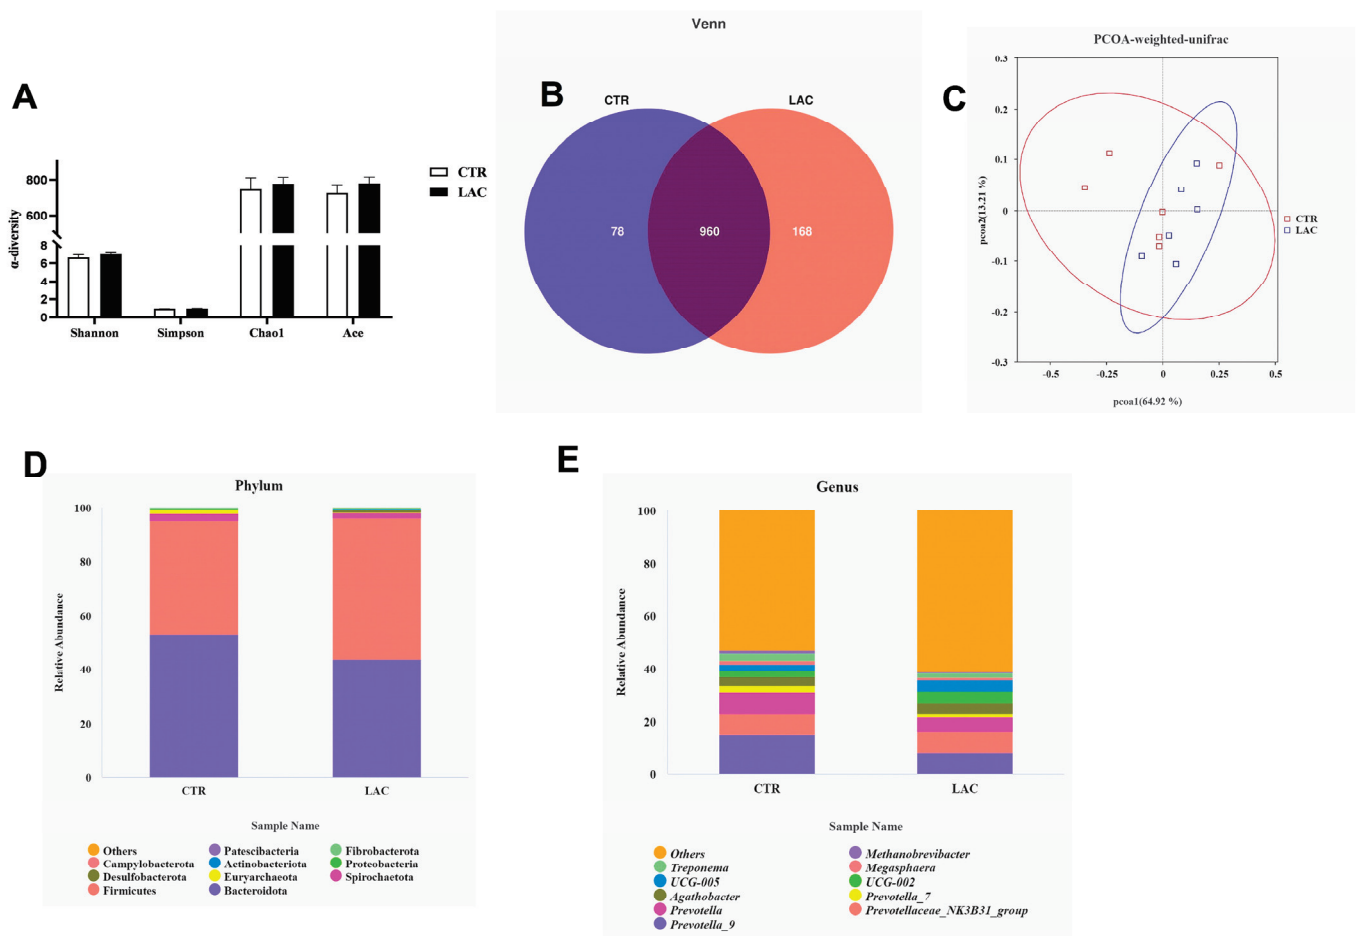 A
800
600
8
6
4
2
0
α-diversity
Shannon Simpson Chao1 Ace
CTR
LAC
B
Venn
CTR LAC
78 960 168
C
PCOA-weighted-unifrac
0.3
0.2
0.1
0
-0.1
-0.2
-0.3
pcoa2(13.21 %)
-0.5 -0.25 0 0.25 0.5
pcoa1(64.92 %)
CTR
LAC
D
Phylum
100
80
60
40
20
0
Relative Abundance
CTR LAC
Sample Name
Others Patescibacteria Fibrobacterota
Campylobacterota Actinobacteriota Proteobacteria
Desulfobacterota Euryarchaeota Spirochaetota
Firmicutes Bacteroidota
E
Genus
100
80
60
40
20
0
Relative Abundance
CTR LAC
Sample Name
Others Methanobrevibacter
Treponema Megasphaera
UCG-005 UCG-002
Agathobacter Prevotella_7
Prevotella Prevotellaceae_NK3B31_group
Prevotella_9